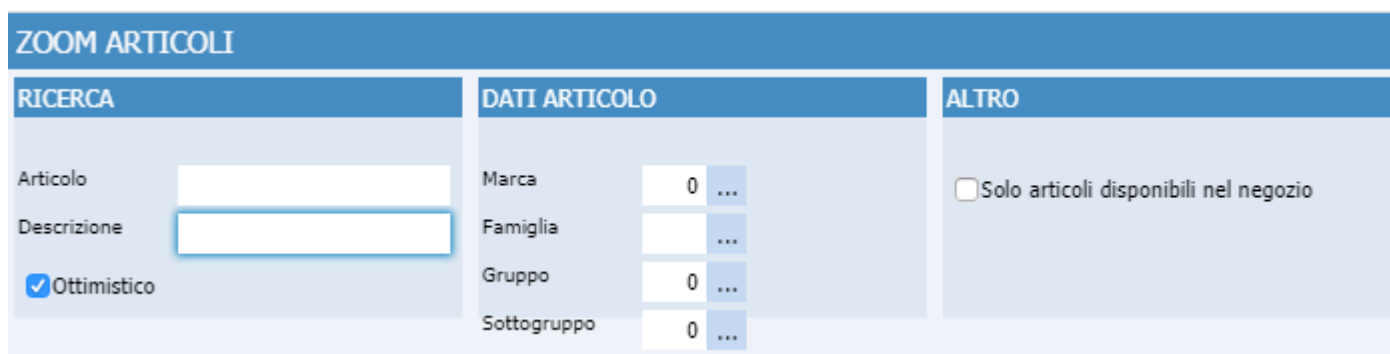 ZOOM ARTICOLI
RICERCA
Articolo
Descrizione
Ottimistico
DATI ARTICOLO
Marca 0 ...
Famiglia ...
Gruppo 0 ...
Sottogruppo 0 ...
ALTRO
Solo articoli disponibili nel negozio